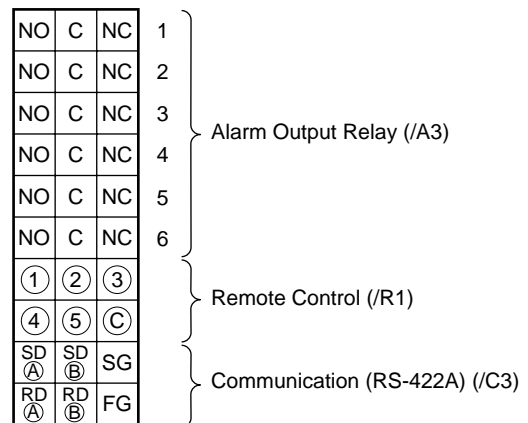 NO C NC 1
NO C NC 2
NO C NC 3
NO C NC 4
NO C NC 5
NO C NC 6
Alarm Output Relay (/A3)
① ② ③
④ ⑤ Ⓒ
Remote Control (/R1)
SD Ⓐ SD Ⓑ SG
RD Ⓐ RD Ⓑ FG
Communication (RS-422A) (/C3)